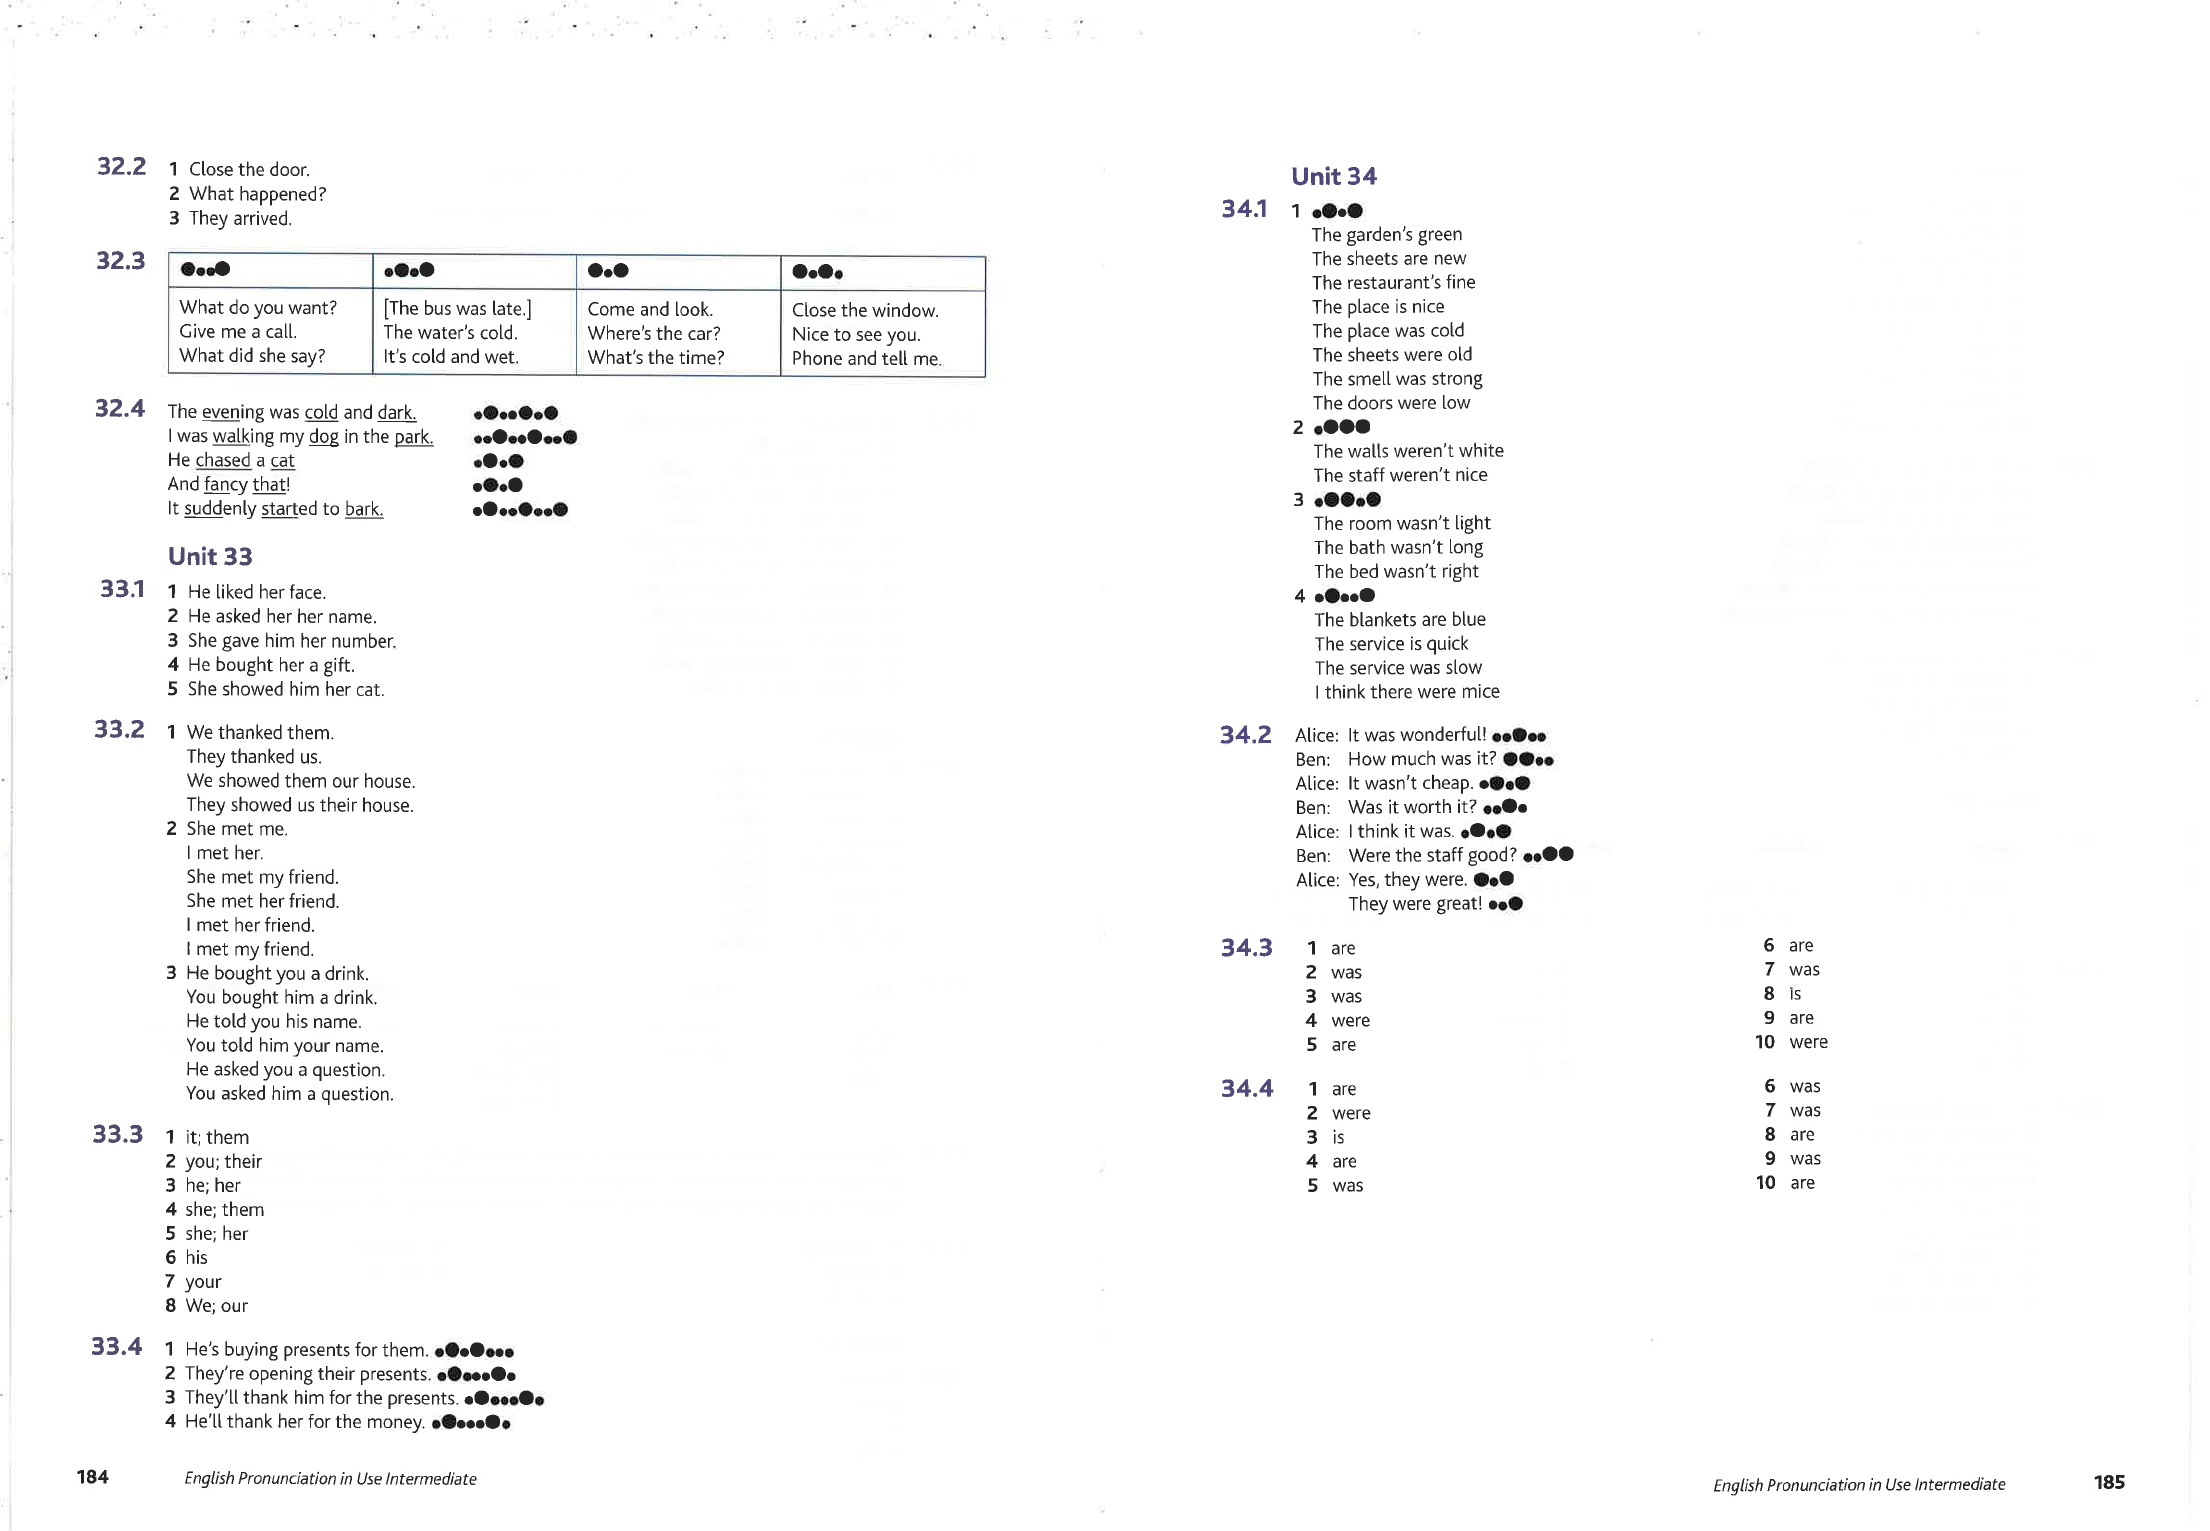 32.2 1 Close the door.
2 What happened?
3 They arrived.
32.3 ●••● •●•● ●•● ●•●•
What do you want? [The bus was late.] Come and look. Close the window.
Give me a call. The water's cold. Where's the car? Nice to see you.
What did she say? It's cold and wet. What's the time? Phone and tell me.
32.4 The evening was cold and dark. •●•••●•●
I was walking my dog in the park. ••●••●••●
He chased a cat •●•●
And fancy that! •●•●
It suddenly started to bark. •●••●••●
Unit 33
33.1 1 He liked her face.
2 He asked her her name.
3 She gave him her number.
4 He bought her a gift.
5 She showed him her cat.
33.2 1 We thanked them.
They thanked us.
We showed them our house.
They showed us their house.
2 She met me.
I met her.
She met my friend.
She met her friend.
I met her friend.
I met my friend.
3 He bought you a drink.
You bought him a drink.
He told you his name.
You told him your name.
He asked you a question.
You asked him a question.
33.3 1 it; them
2 you; their
3 he; her
4 she; them
5 she; her
6 his
7 your
8 We; our
33.4 1 He's buying presents for them. •●•●•••
2 They're opening their presents. •●•••●•
3 They'll thank him for the presents. •●•••●•
4 He'll thank her for the money. •●•••●•
184 English Pronunciation in Use Intermediate
Unit 34
34.1 1 •●•●
The garden's green
The sheets are new
The restaurant's fine
The place is nice
The place was cold
The sheets were old
The smell was strong
The doors were low
2 •●●●
The walls weren't white
The staff weren't nice
3 •●●•●
The room wasn't light
The bath wasn't long
The bed wasn't right
4 •●••●
The blankets are blue
The service is quick
The service was slow
I think there were mice
34.2 Alice: It was wonderful! ••●••
Ben: How much was it? ●●••
Alice: It wasn't cheap. •●•●
Ben: Was it worth it? ••●•
Alice: I think it was. •●•●
Ben: Were the staff good? ••●●
Alice: Yes, they were. ●•●
They were great! ••●
34.3 1 are 6 are
2 was 7 was
3 was 8 is
4 were 9 are
5 are 10 were
34.4 1 are 6 was
2 were 7 was
3 is 8 are
4 are 9 was
5 was 10 are
English Pronunciation in Use Intermediate 185